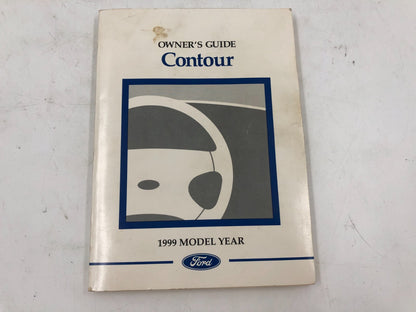 OWNER'S GUIDE
Contour
1999 MODEL YEAR
Ford